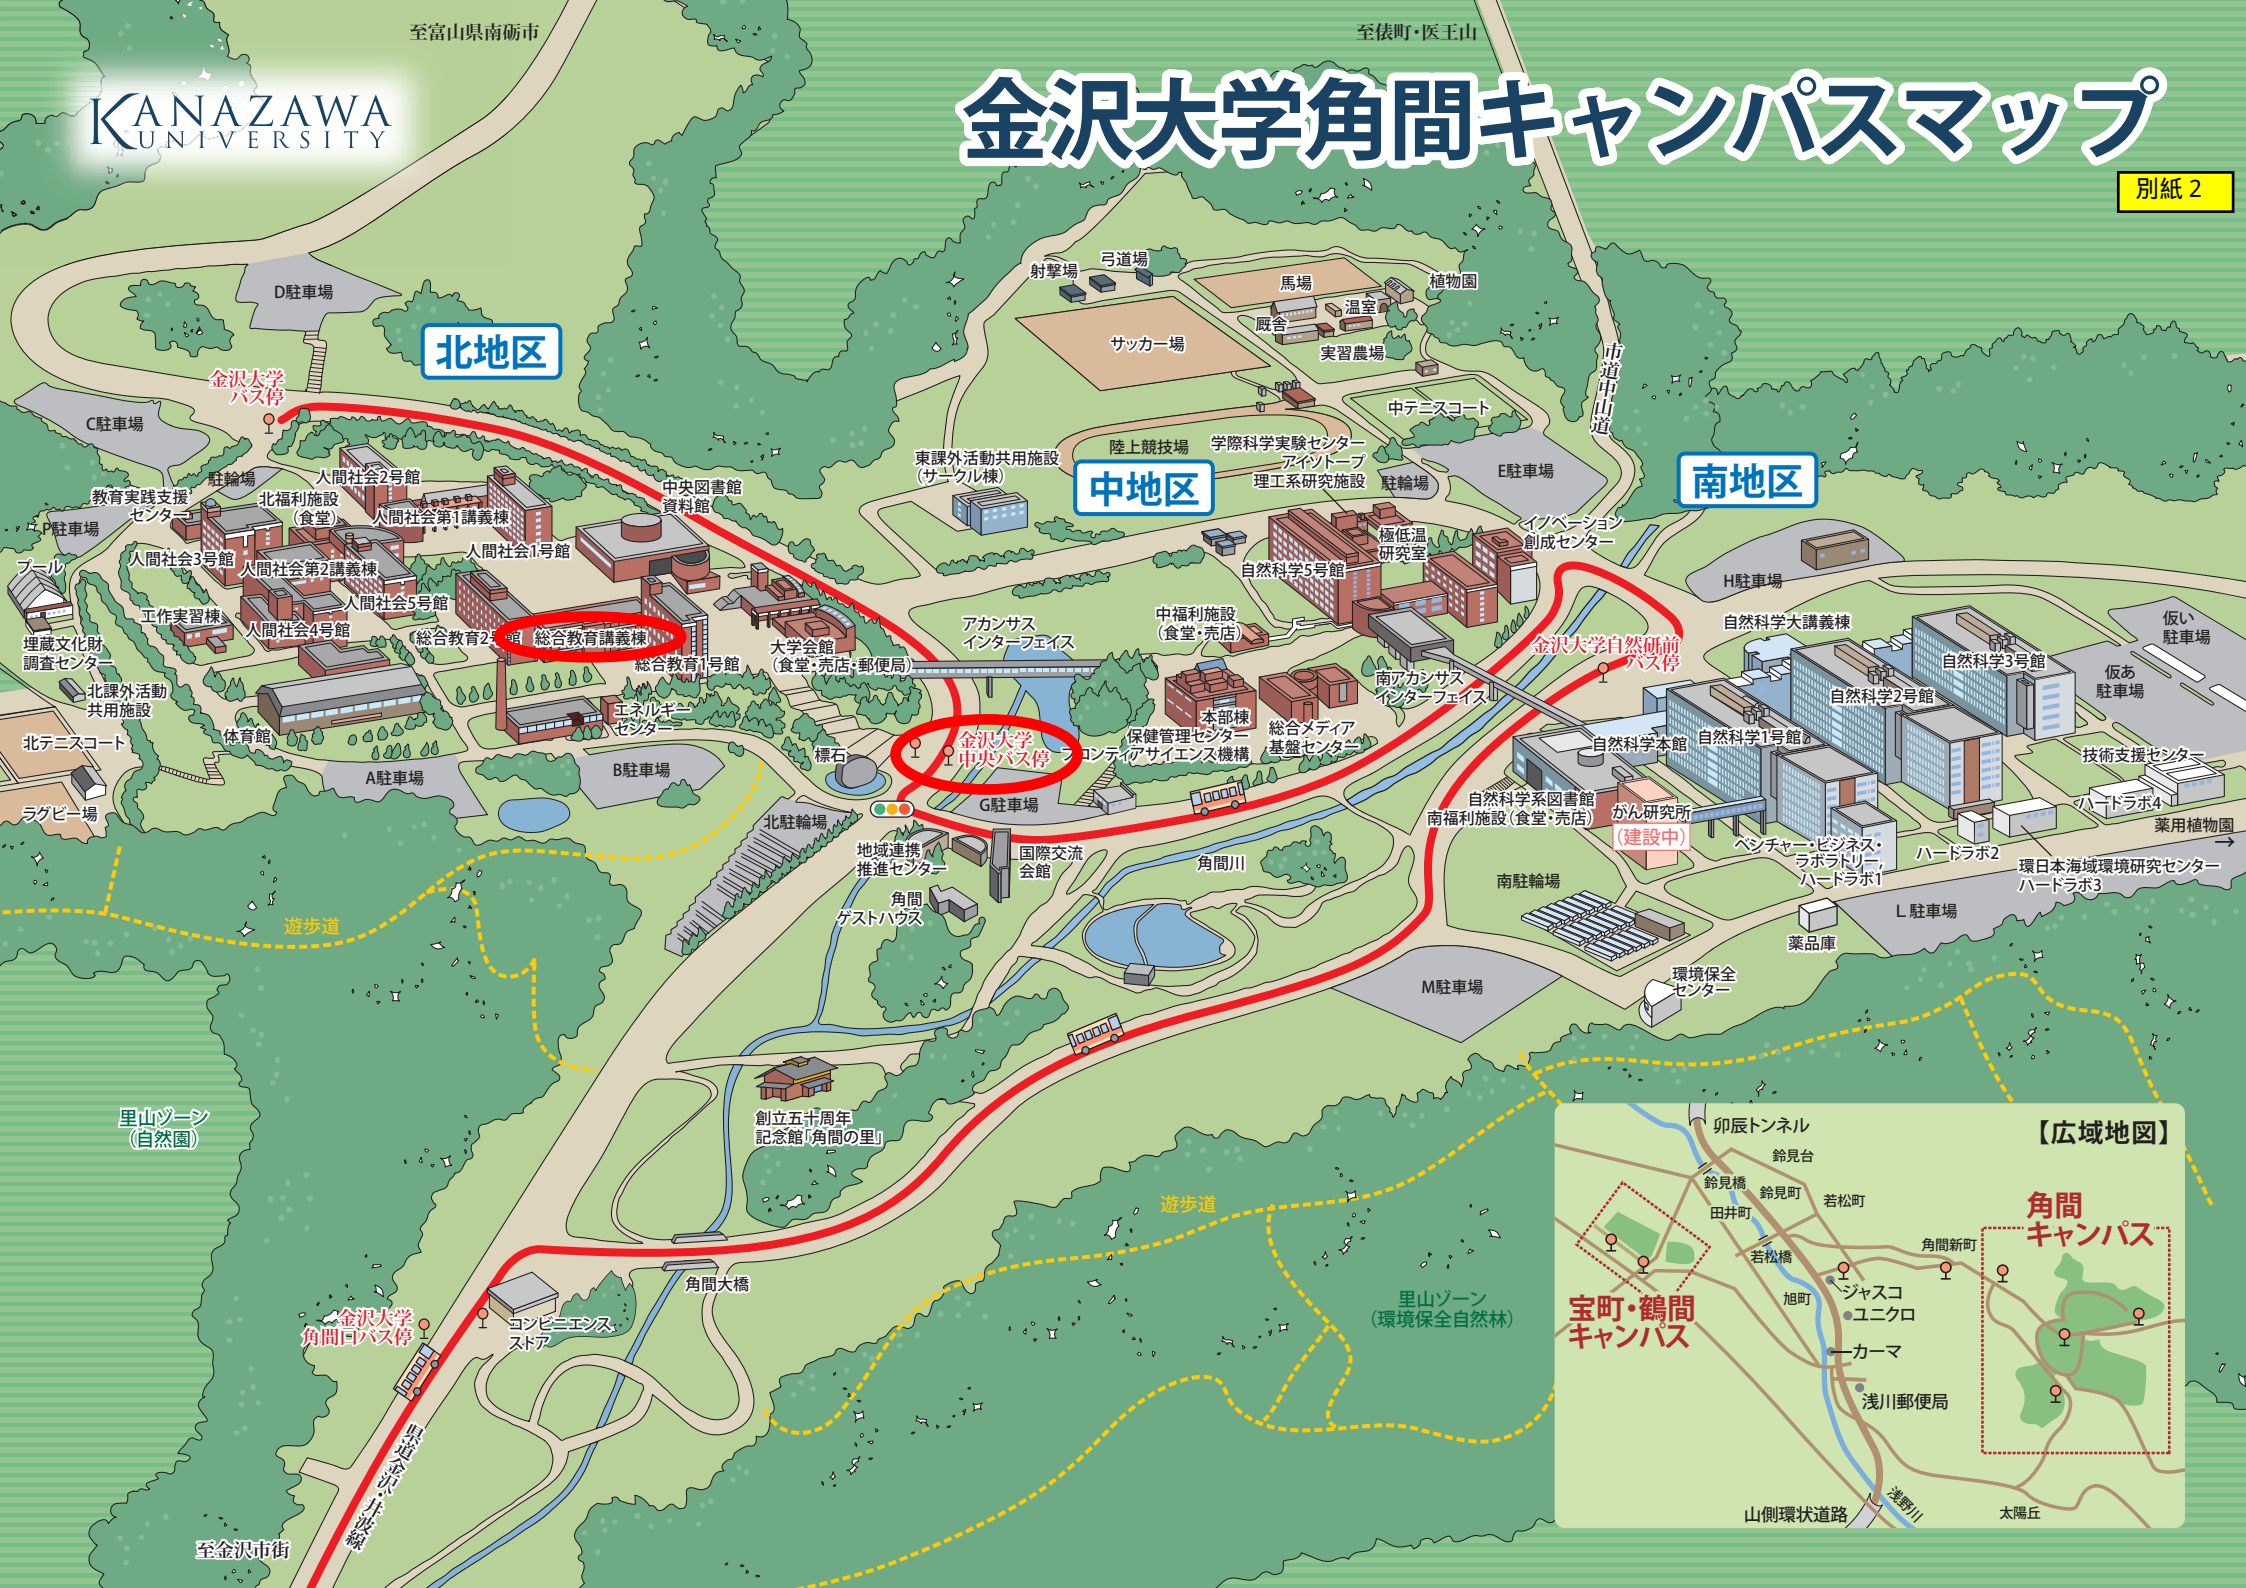 至富山県南砺市
至俵町・医王山
KANAZAWA
UNIVERSITY
金沢大学角間キャンパスマップ
別紙 2
D駐車場
北地区
金沢大学
バス停
C駐車場
駐輪場
教育実践支援
センター
P駐車場
プール
人間社会2号館
北福利施設
（食堂）
人間社会第1講義棟
人間社会1号館
人間社会3号館
人間社会第2講義棟
人間社会5号館
工作実習棟
人間社会4号館
総合教育2号館
総合教育講義棟
総合教育1号館
中央図書館
資料館
大学会館
（食堂・売店・郵便局）
埋蔵文化財
調査センター
北課外活動
共用施設
北テニスコート
ラグビー場
体育館
エネルギー
センター
A駐車場
B駐車場
標石
北駐輪場
射撃場
弓道場
馬場
植物園
温室
厩舎
実習農場
サッカー場
中テニスコート
陸上競技場
東課外活動共用施設
（サークル棟）
中地区
学際科学実験センター
アイソトープ
理工系研究施設
駐輪場
E駐車場
市道中山道
極低温
研究室
イノベーション
創成センター
自然科学5号館
中福利施設
（食堂・売店）
アカンサス
インターフェイス
金沢大学
中央バス停
本部棟
保健管理センター
フロンティアサイエンス機構
総合メディア
基盤センター
南アカンサス
インターフェイス
G駐車場
地域連携
推進センター
国際交流
会館
角間
ゲストハウス
角間川
南地区
H駐車場
金沢大学自然研前
バス停
自然科学大講義棟
自然科学3号館
自然科学2号館
自然科学1号館
自然科学本館
仮い
駐車場
仮あ
駐車場
技術支援センター
ハードラボ4
薬用植物園
→
自然科学系図書館
南福利施設（食堂・売店）
がん研究所
（建設中）
ベンチャー・ビジネス・
ラボラトリー,
ハードラボ1
ハードラボ2
環日本海域環境研究センター
ハードラボ3
南駐輪場
L 駐車場
薬品庫
環境保全
センター
M駐車場
遊歩道
里山ゾーン
（自然園）
創立五十周年
記念館「角間の里」
角間大橋
コンビニエンス
ストア
金沢大学
角間口バス停
県道金沢・井波線
至金沢市街
遊歩道
里山ゾーン
（環境保全自然林）
【広域地図】
卯辰トンネル
鈴見台
鈴見橋
鈴見町
若松町
田井町
若松橋
角間新町
角間
キャンパス
旭町
ジャスコ
ユニクロ
カーマ
浅川郵便局
宝町・鶴間
キャンパス
山側環状道路
浅野川
太陽丘